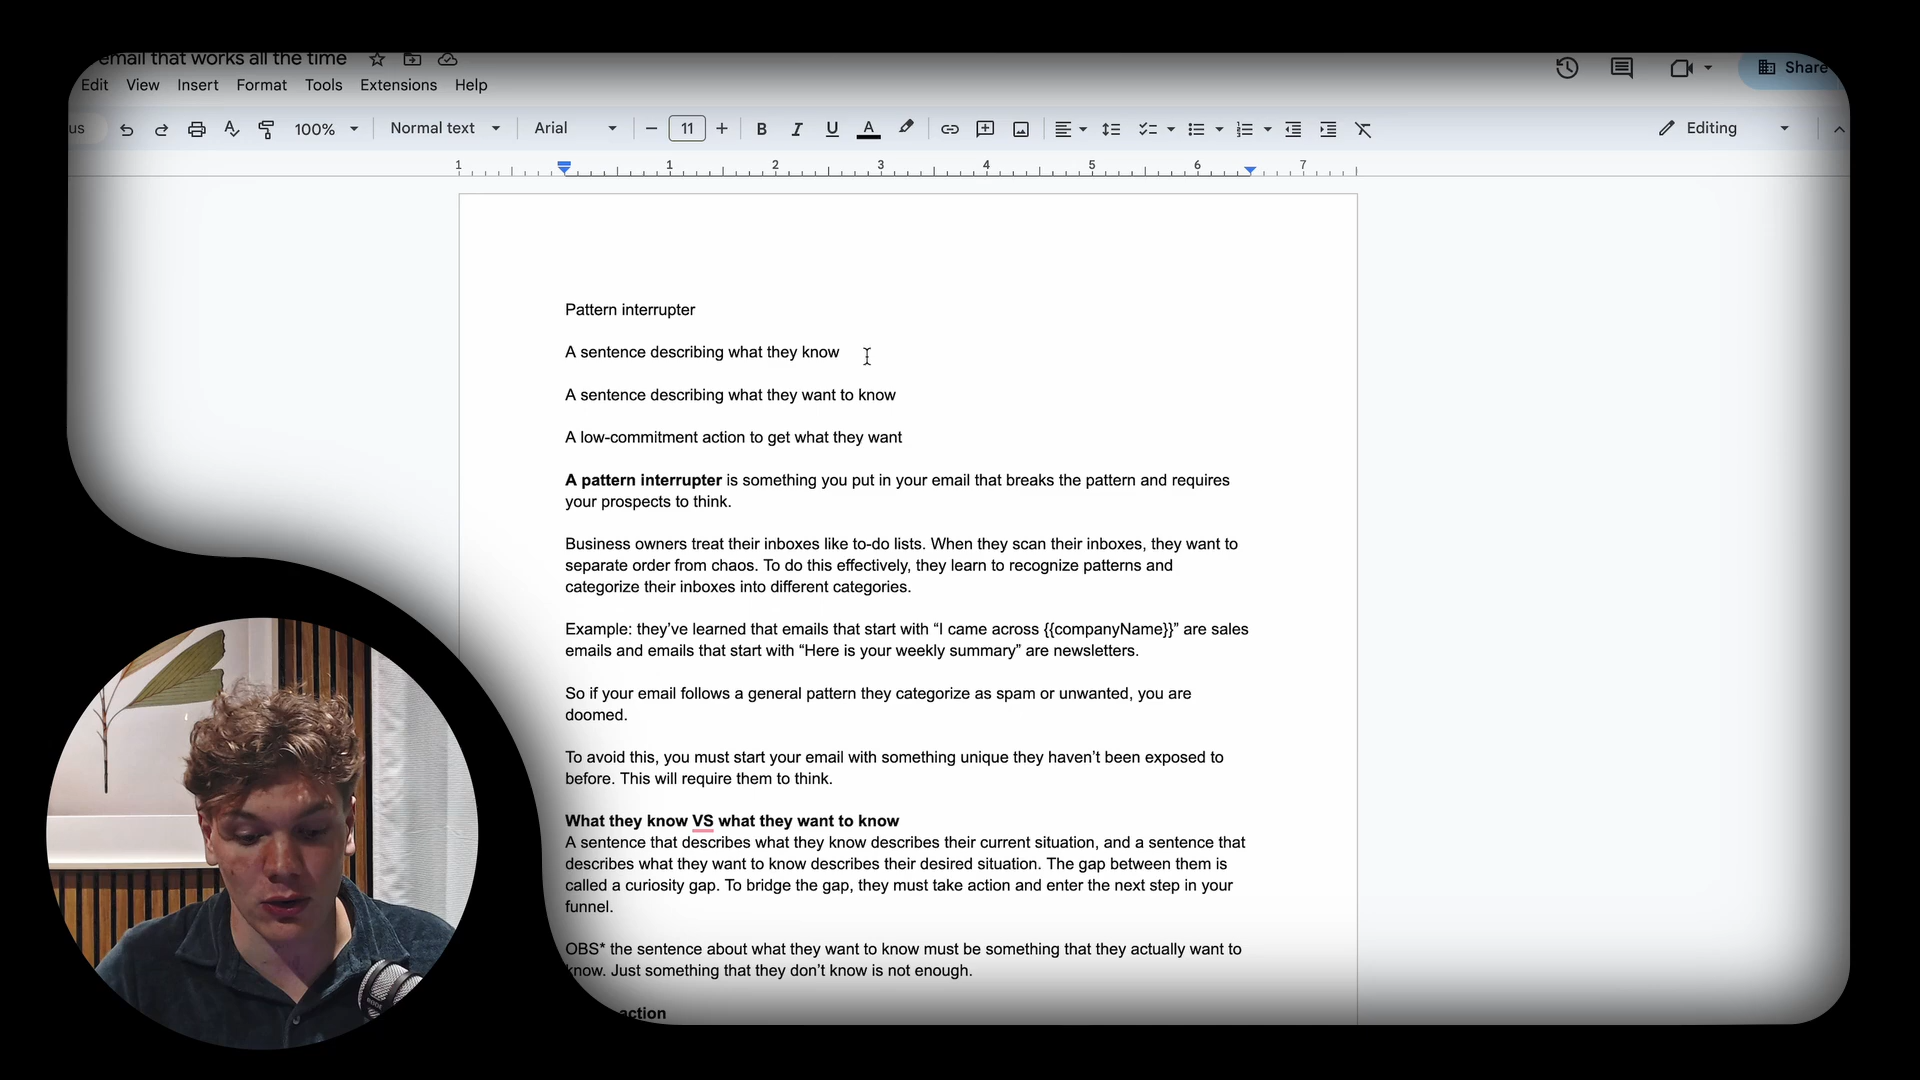 email that works all the time
Edit View Insert Format Tools Extensions Help
Share
us 100% Normal text Arial 11 B I U A Editing
1 1 2 3 4 5 6 7
Pattern interrupter
A sentence describing what they know
A sentence describing what they want to know
A low-commitment action to get what they want
A pattern interrupter is something you put in your email that breaks the pattern and requires
your prospects to think.
Business owners treat their inboxes like to-do lists. When they scan their inboxes, they want to
separate order from chaos. To do this effectively, they learn to recognize patterns and
categorize their inboxes into different categories.
Example: they’ve learned that emails that start with “I came across {{companyName}}” are sales
emails and emails that start with “Here is your weekly summary” are newsletters.
So if your email follows a general pattern they categorize as spam or unwanted, you are
doomed.
To avoid this, you must start your email with something unique they haven’t been exposed to
before. This will require them to think.
What they know VS what they want to know
A sentence that describes what they know describes their current situation, and a sentence that
describes what they want to know describes their desired situation. The gap between them is
called a curiosity gap. To bridge the gap, they must take action and enter the next step in your
funnel.
OBS* the sentence about what they want to know must be something that they actually want to
know. Just something that they don’t know is not enough.
action
RODE